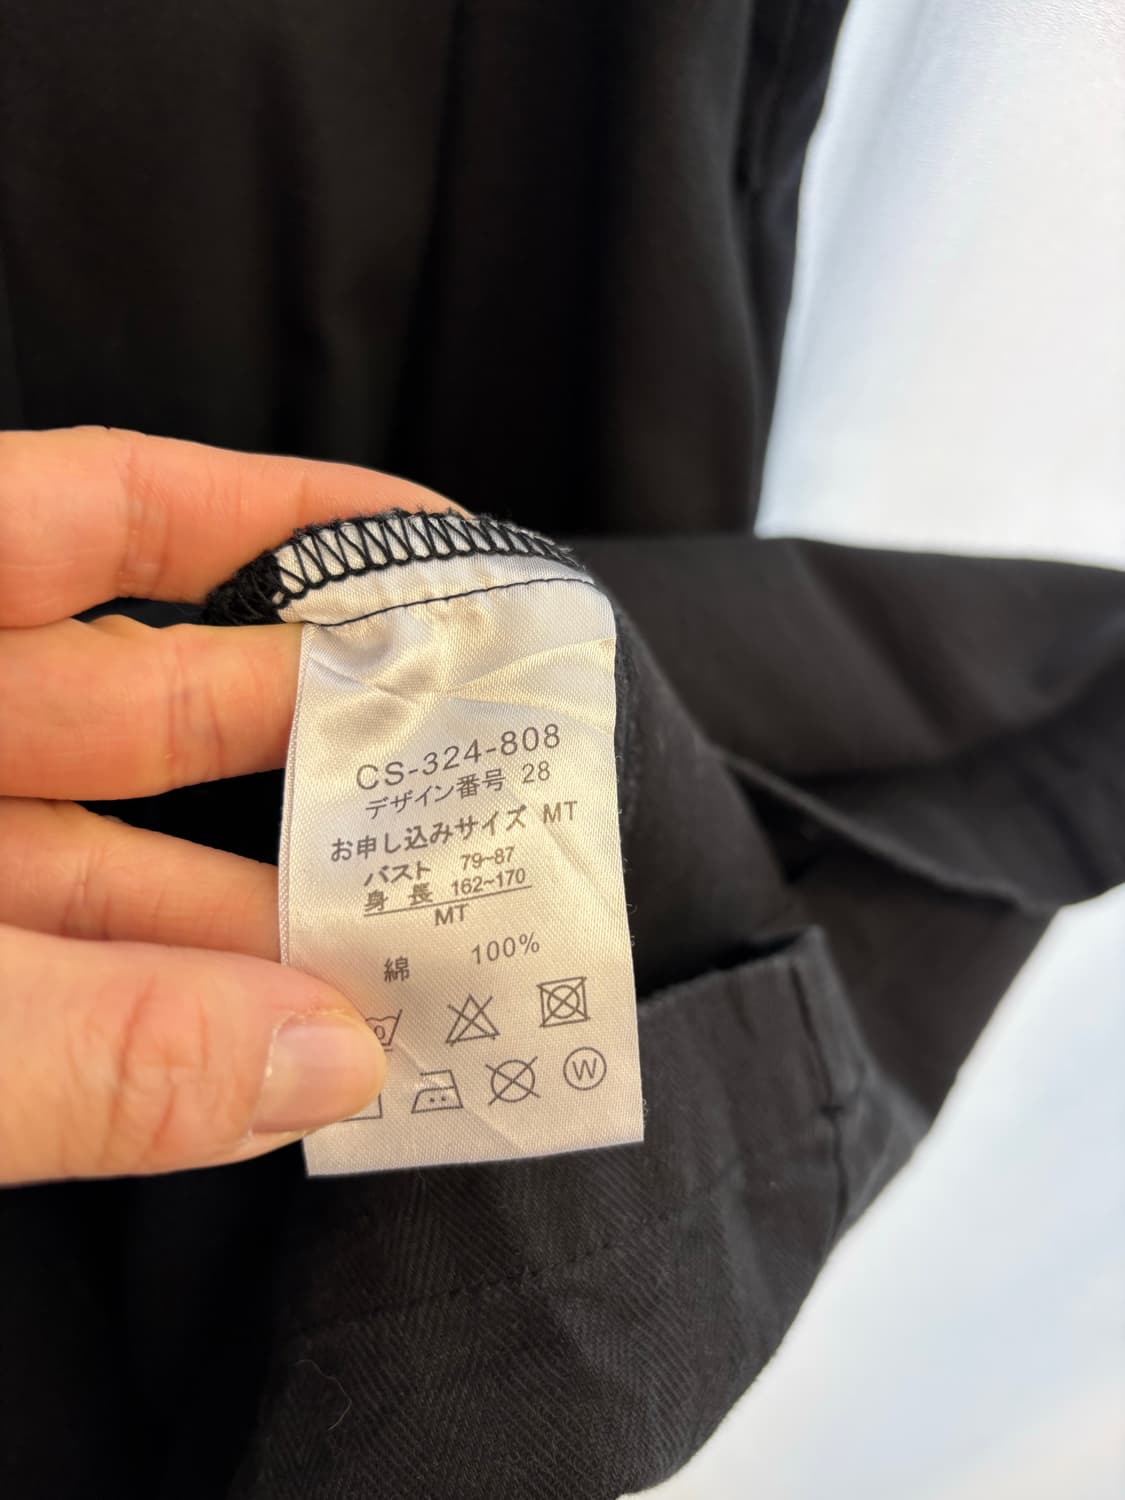 CS-324-808
デザイン番号 28
お申し込みサイズ MT
バスト 79~87
身 長 162~170
MT
綿 100%
W